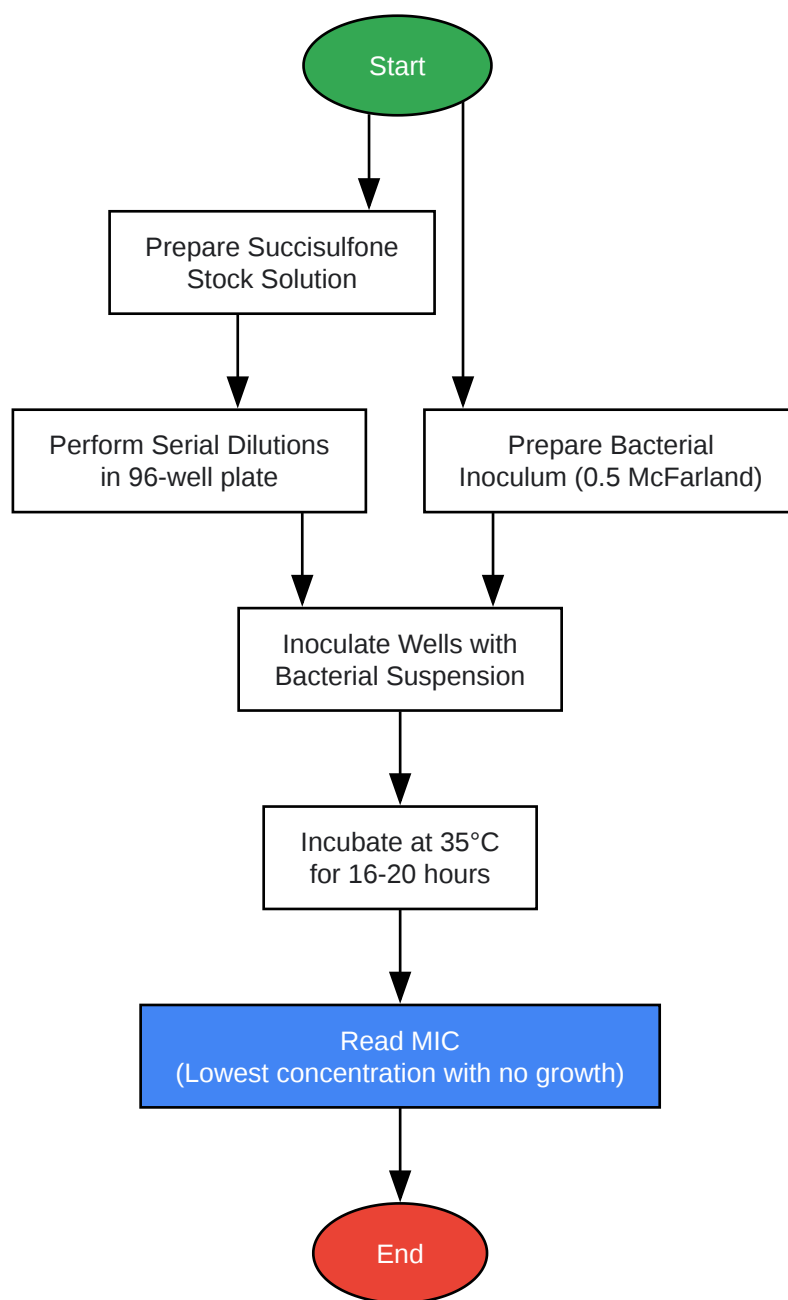 Start
Prepare Succisulfone
Stock Solution
Perform Serial Dilutions
in 96-well plate
Prepare Bacterial
Inoculum (0.5 McFarland)
Inoculate Wells with
Bacterial Suspension
Incubate at 35°C
for 16-20 hours
Read MIC
(Lowest concentration with no growth)
End